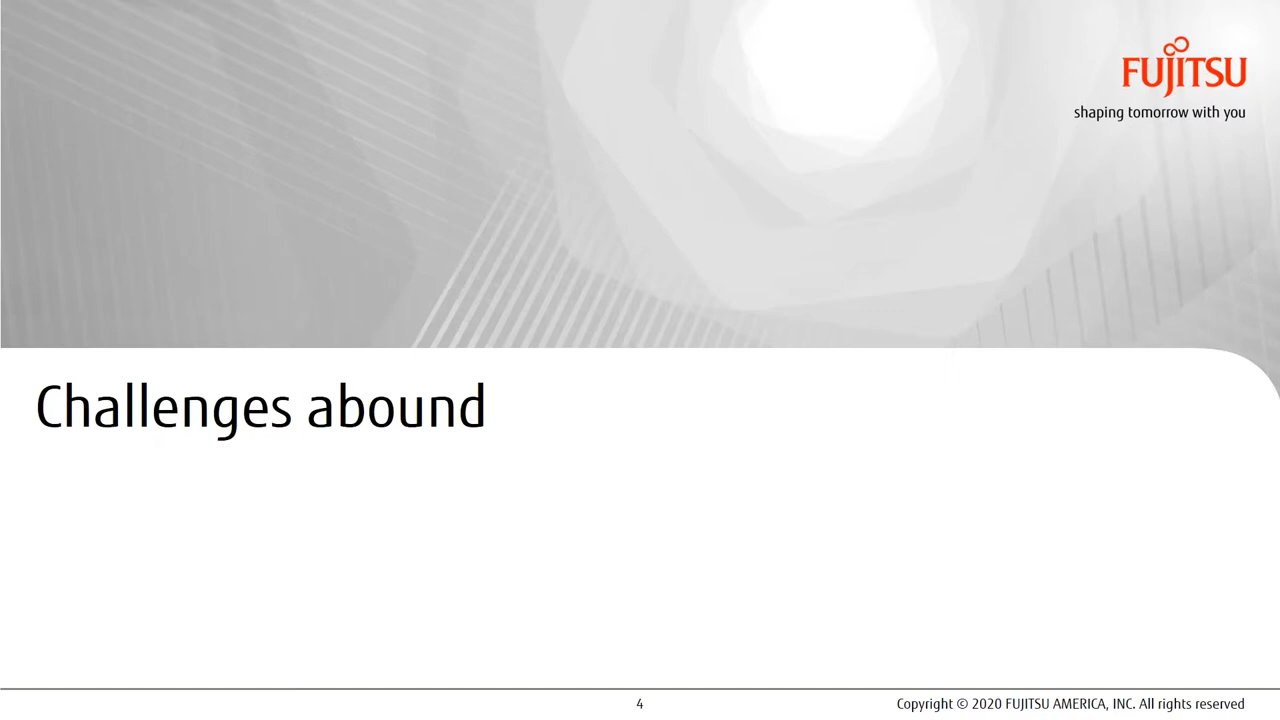 FUJITSU
shaping tomorrow with you
Challenges abound
4
Copyright © 2020 FUJITSU AMERICA, INC. All rights reserved